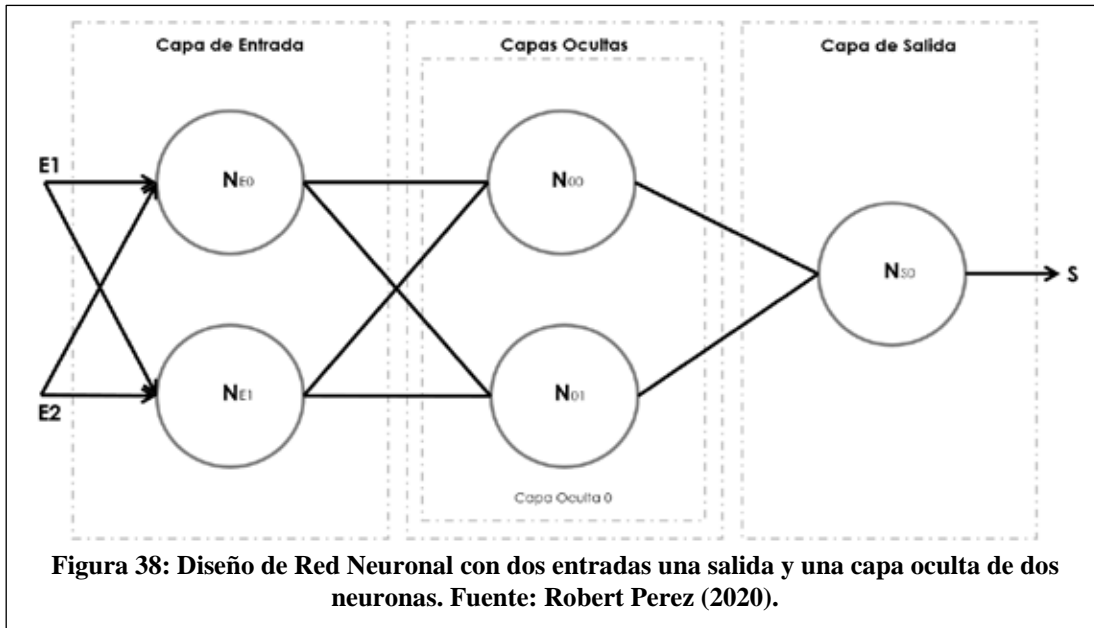 Capa de Entrada
Capas Ocultas
Capa de Salida
E1
NE0
N00
NS0
S
E2
NE1
N01
Capa Oculta 0
Figura 38: Diseño de Red Neuronal con dos entradas una salida y una capa oculta de dos
neuronas. Fuente: Robert Perez (2020).